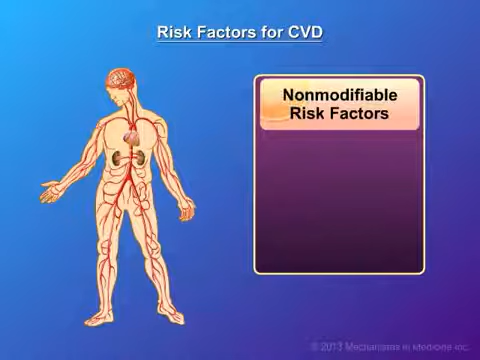 Risk Factors for CVD
Nonmodifiable
Risk Factors
© 2013 Mechanisms in Medicine Inc.